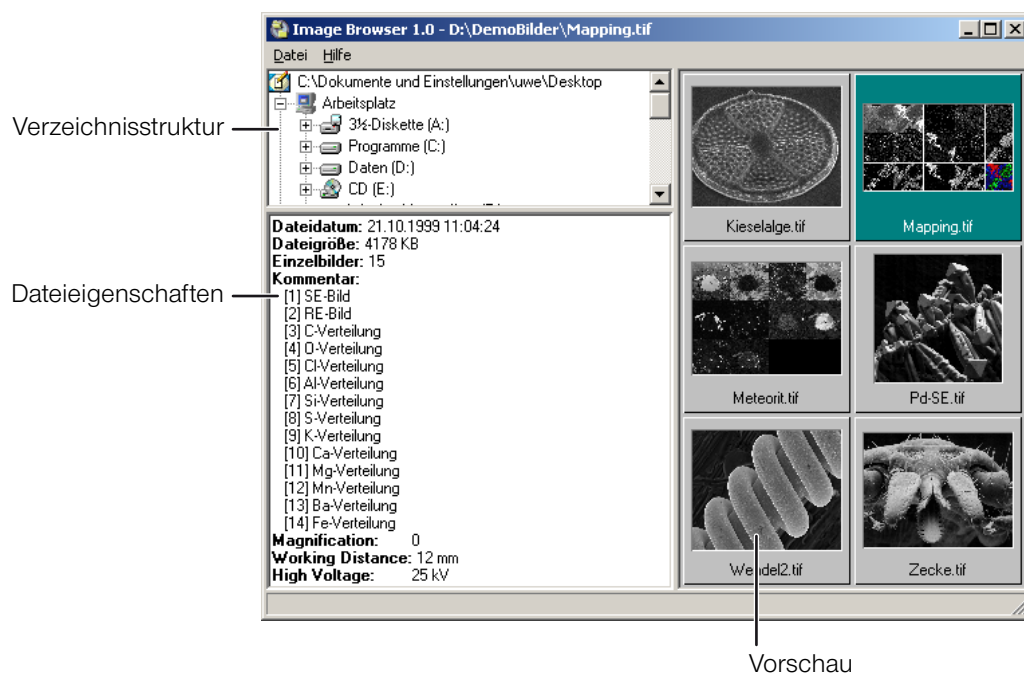 Image Browser 1.0 - D:\DemoBilder\Mapping.tif
Datei Hilfe
C:\Dokumente und Einstellungen\uwe\Desktop
Arbeitsplatz
3½-Diskette (A:)
Programme (C:)
Daten (D:)
CD (E:)
Verzeichnisstruktur
Dateidatum: 21.10.1999 11:04:24
Dateigröße: 4178 KB
Einzelbilder: 15
Kommentar:
[1] SE-Bild
[2] RE-Bild
[3] C-Verteilung
[4] O-Verteilung
[5] Cl-Verteilung
[6] Al-Verteilung
[7] Si-Verteilung
[8] S-Verteilung
[9] K-Verteilung
[10] Ca-Verteilung
[11] Mg-Verteilung
[12] Mn-Verteilung
[13] Ba-Verteilung
[14] Fe-Verteilung
Magnification: 0
Working Distance: 12 mm
High Voltage: 25 kV
Dateieigenschaften
Kieselalge.tif
Mapping.tif
Meteorit.tif
Pd-SE.tif
Wendel2.tif
Zecke.tif
Vorschau